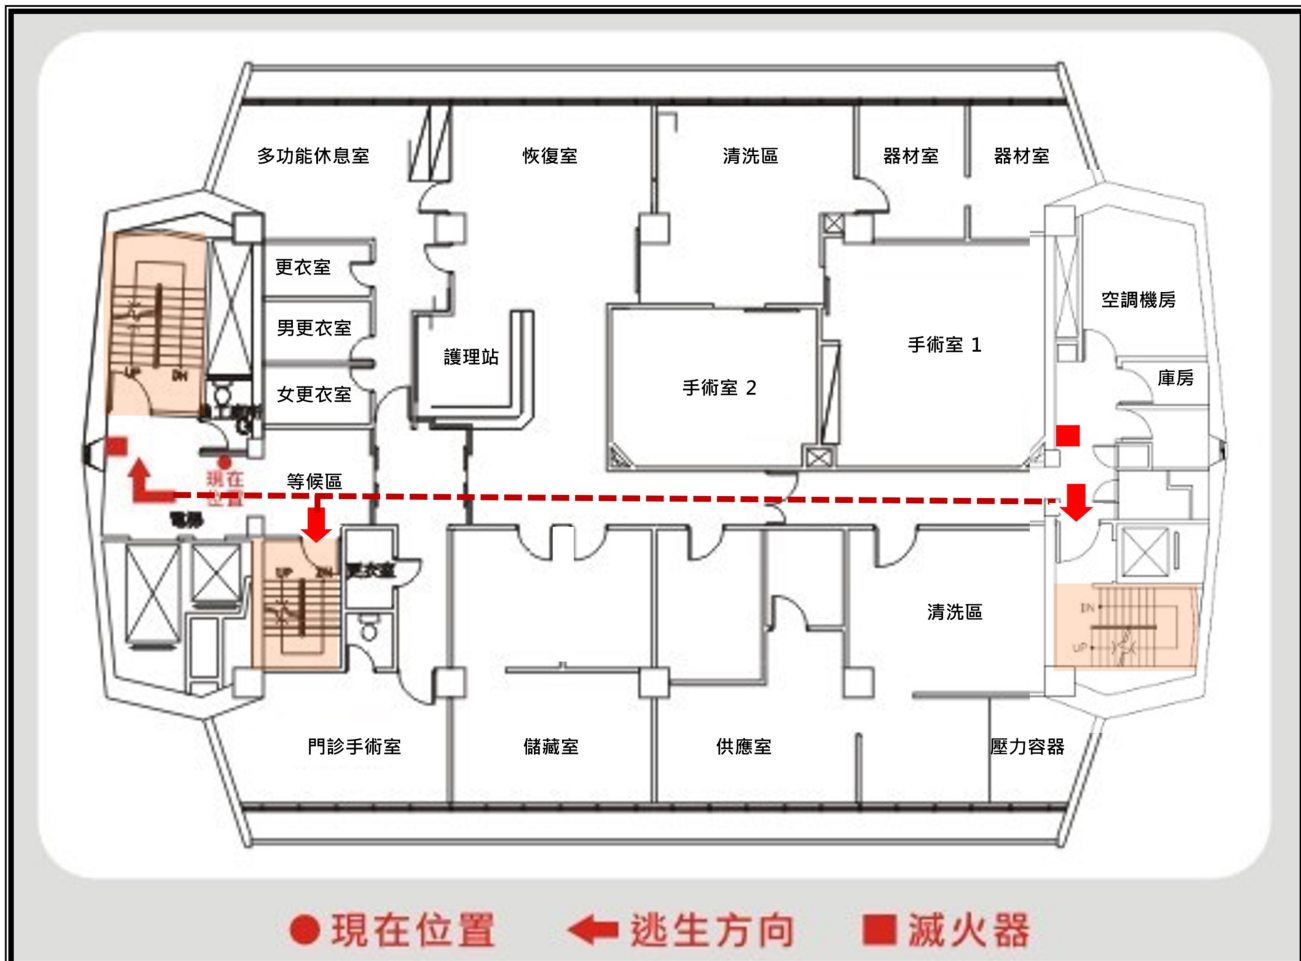 多功能休息室
恢復室
清洗區
器材室
器材室
更衣室
空調機房
男更衣室
護理站
手術室 1
庫房
女更衣室
手術室 2
UP
DN
現在
位置
等候區
電梯
更衣室
UP
DN
清洗區
DN
UP
門診手術室
儲藏室
供應室
壓力容器
現在位置
逃生方向
滅火器